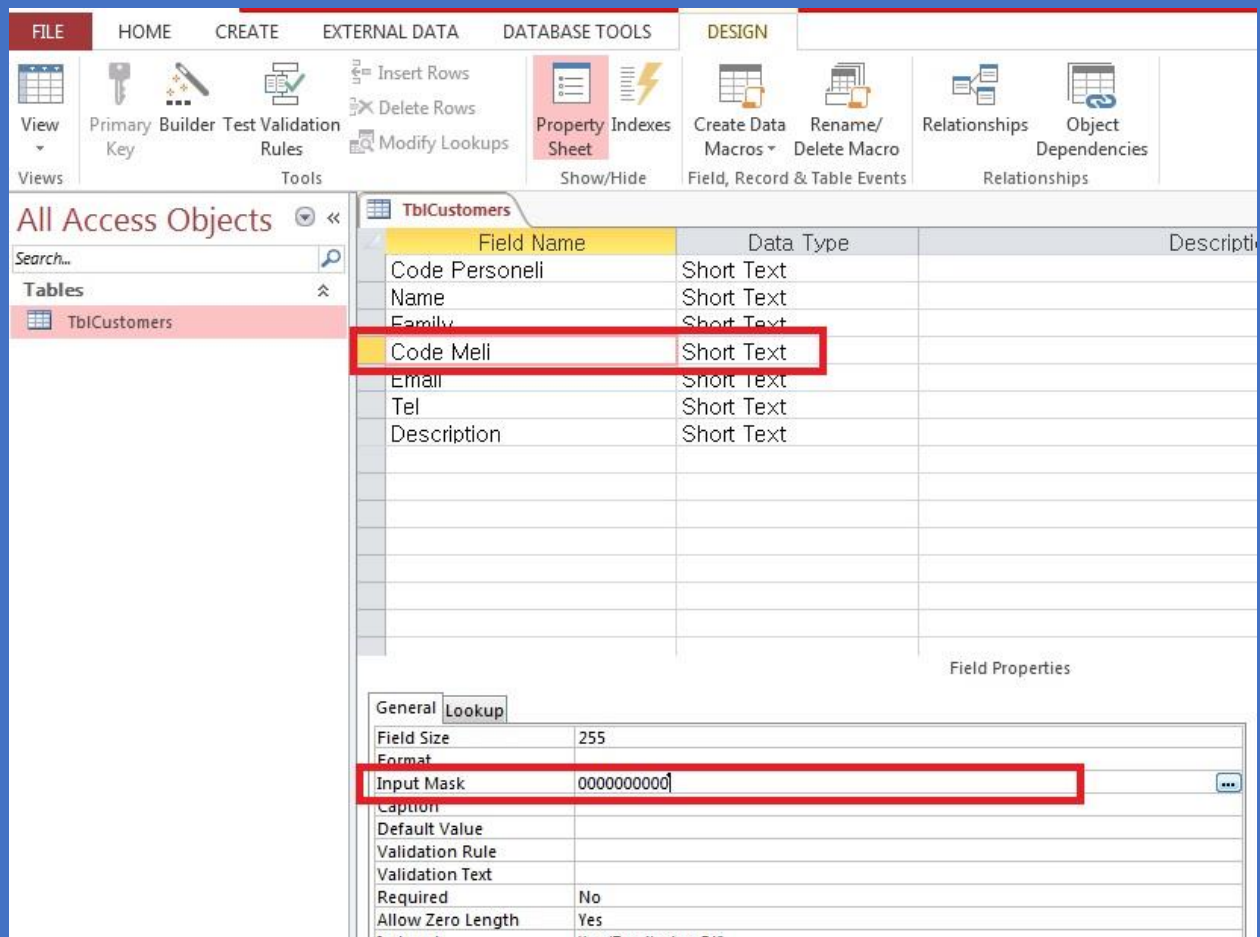 FILE HOME CREATE EXTERNAL DATA DATABASE TOOLS DESIGN
View
Primary Key
Builder
Test Validation Rules
Insert Rows
Delete Rows
Modify Lookups
Property Sheet
Indexes
Create Data Macros
Rename/ Delete Macro
Relationships
Object Dependencies
Views Tools Show/Hide Field, Record & Table Events Relationships
All Access Objects
Search...
Tables
TblCustomers
TblCustomers
Field Name Data Type
Code Personeli Short Text
Name Short Text
Family Short Text
Code Meli Short Text
Email Short Text
Tel Short Text
Description Short Text
Field Properties
General Lookup
Field Size 255
Format
Input Mask 0000000000
Caption
Default Value
Validation Rule
Validation Text
Required No
Allow Zero Length Yes